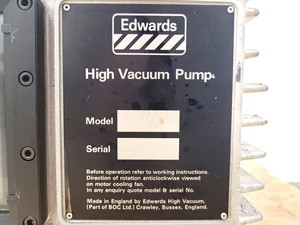 Edwards
High Vacuum Pump
Model
Serial
Before operation refer to working instructions.
Direction of rotation anticlockwise viewed
on motor cooling fan.
In any enquiry quote model & serial No.
Made in England by Edwards High Vacuum.
(Part of BOC Ltd.) Crawley, Sussex, England.